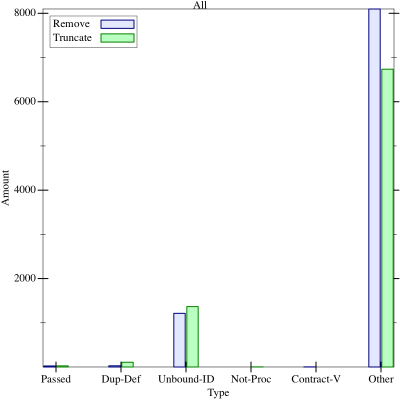 All
Remove
Truncate
8000
6000
4000
2000
Amount
Passed Dup-Def Unbound-ID Not-Proc Contract-V Other
Type